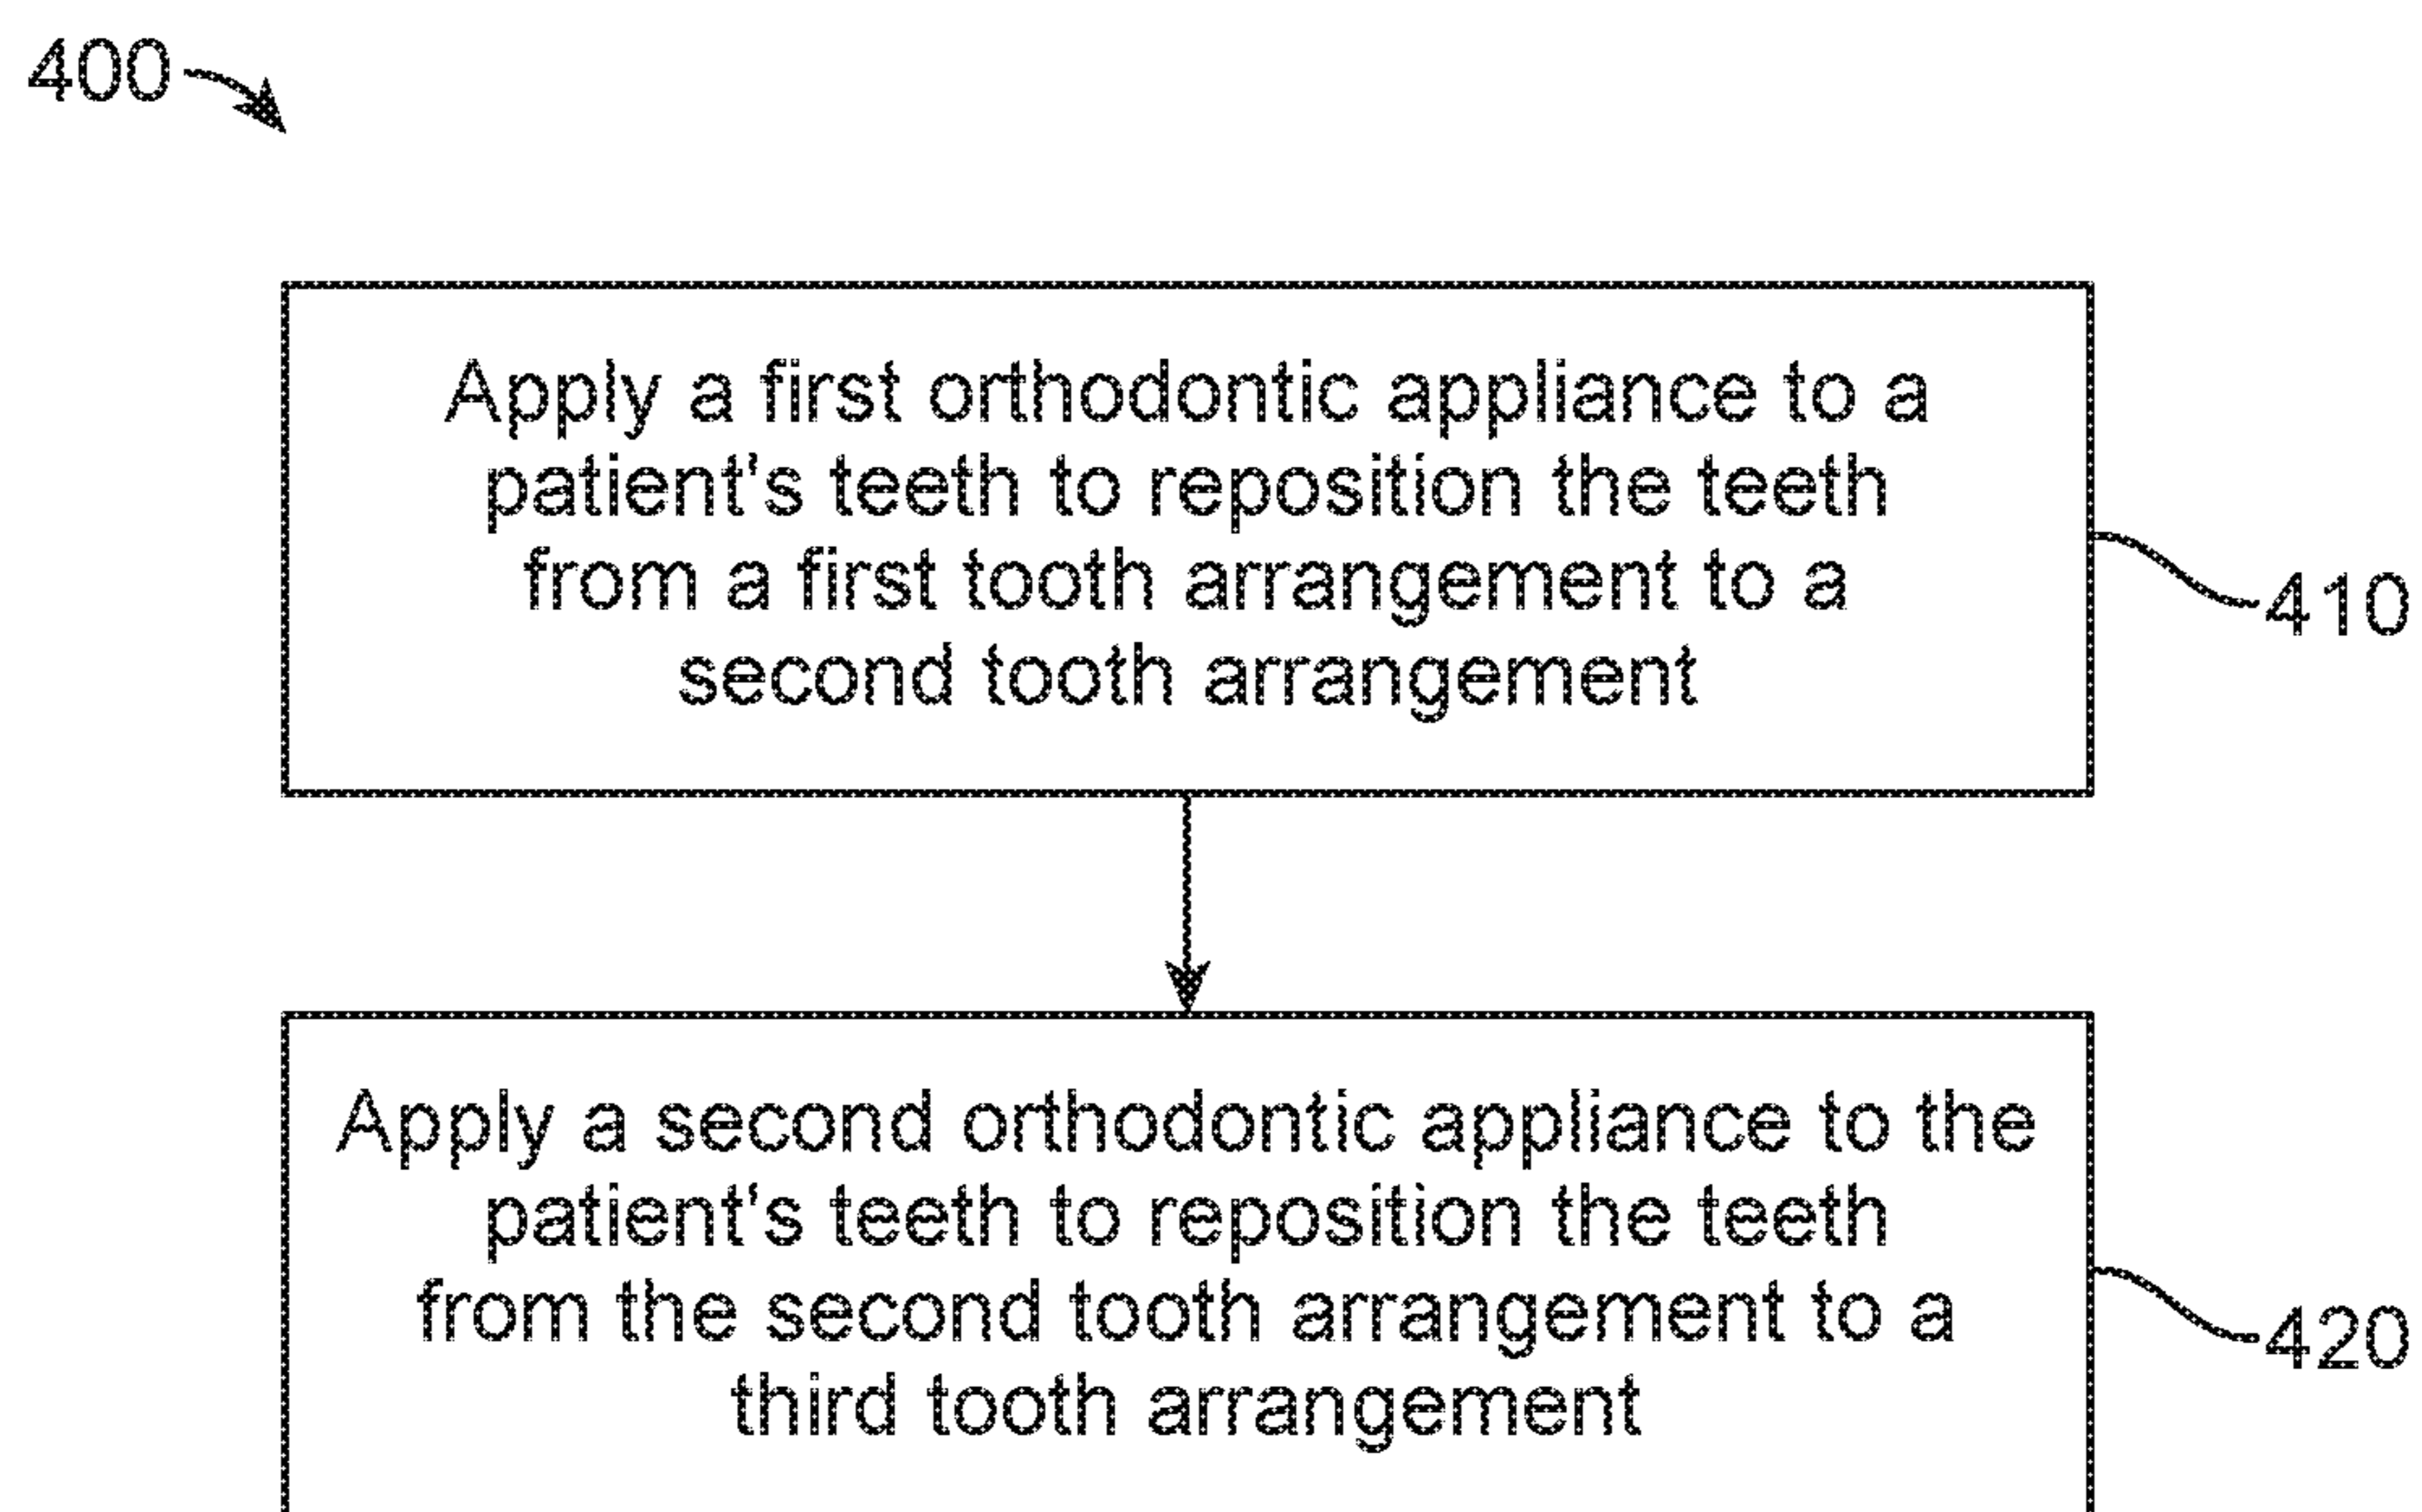 400
Apply a first orthodontic appliance to a
patient's teeth to reposition the teeth
from a first tooth arrangement to a
second tooth arrangement
410
Apply a second orthodontic appliance to the
patient's teeth to reposition the teeth
from the second tooth arrangement to a
third tooth arrangement
420